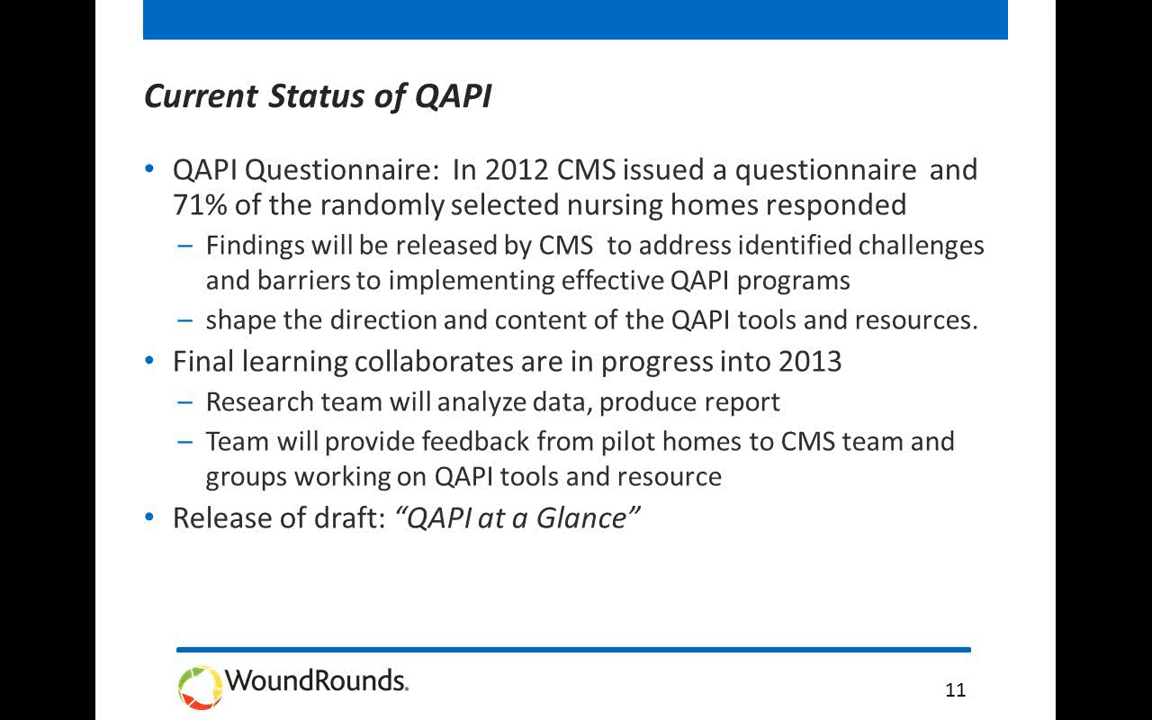 Current Status of QAPI
• QAPI Questionnaire: In 2012 CMS issued a questionnaire and
71% of the randomly selected nursing homes responded
– Findings will be released by CMS to address identified challenges
and barriers to implementing effective QAPI programs
– shape the direction and content of the QAPI tools and resources.
• Final learning collaborates are in progress into 2013
– Research team will analyze data, produce report
– Team will provide feedback from pilot homes to CMS team and
groups working on QAPI tools and resource
• Release of draft: “QAPI at a Glance”
WoundRounds®
11